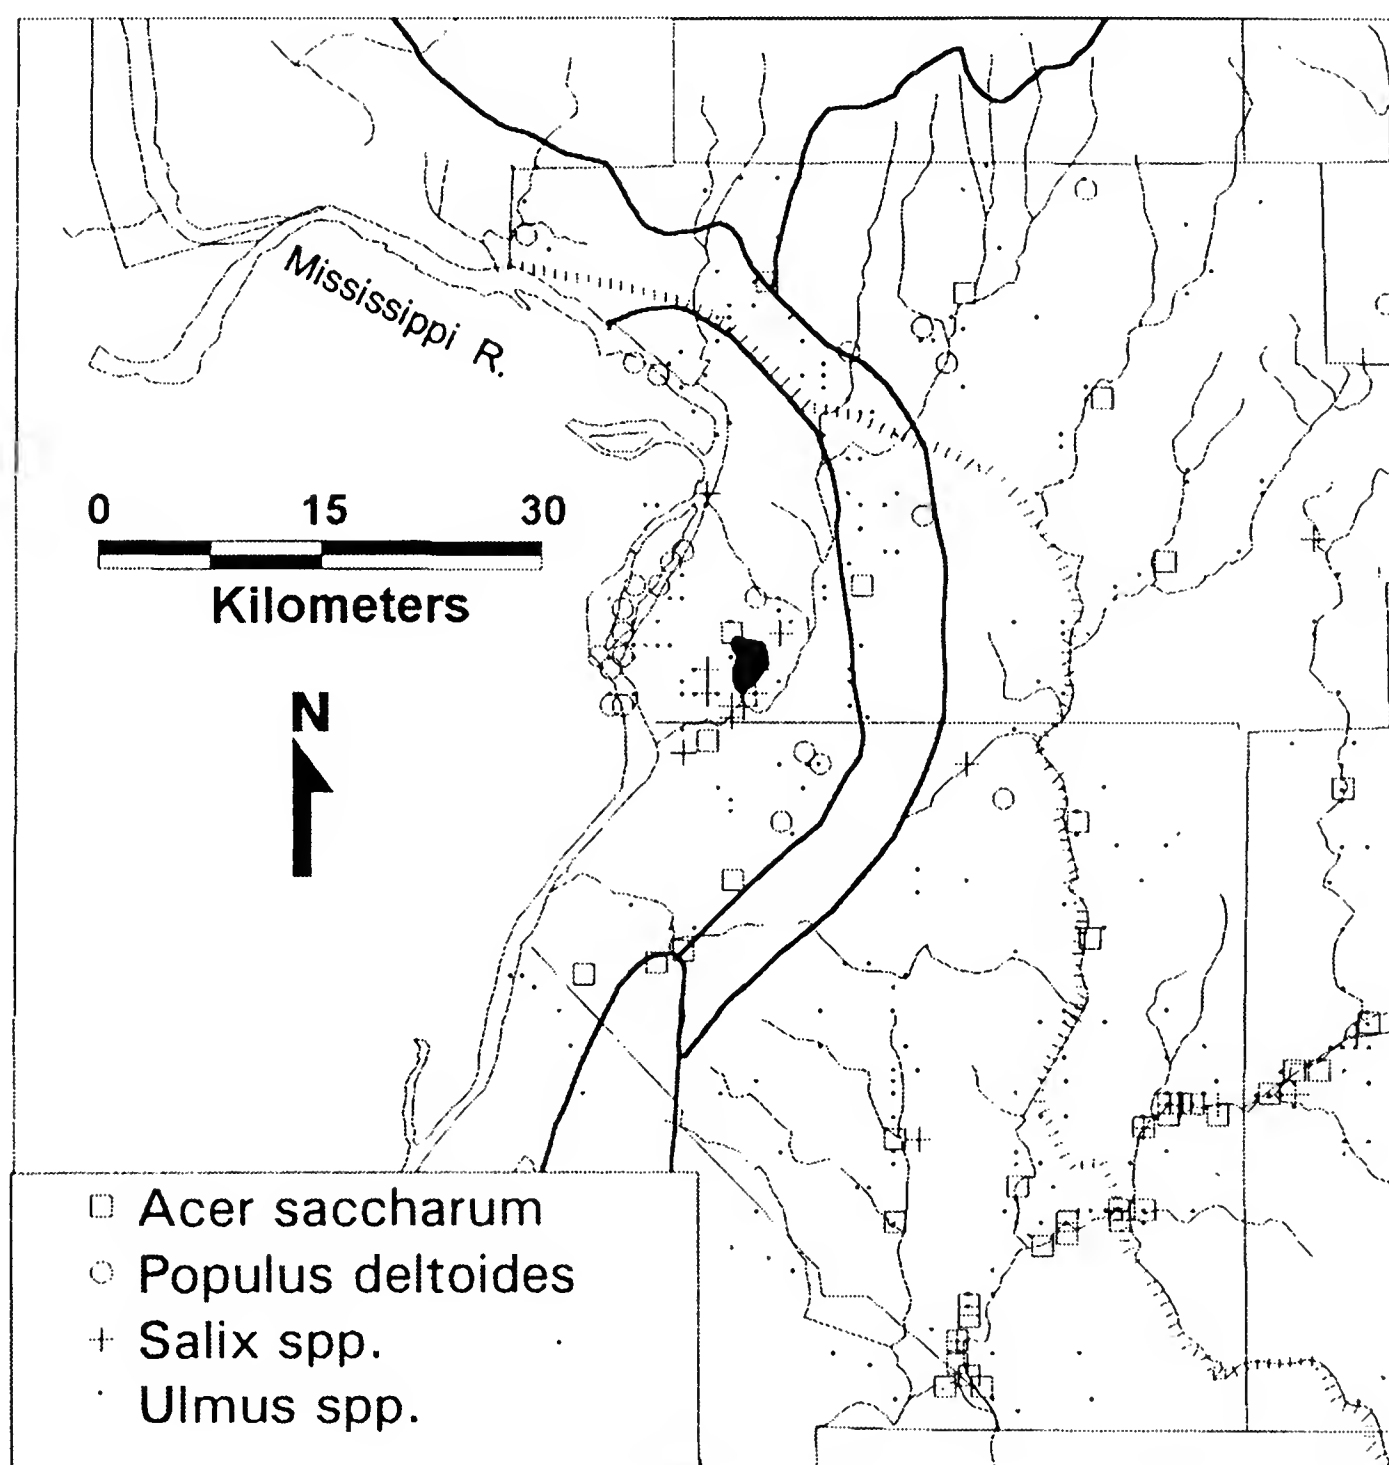 Mississippi R.
0 15 30
Kilometers
N
Acer saccharum
Populus deltoides
Salix spp.
Ulmus spp.